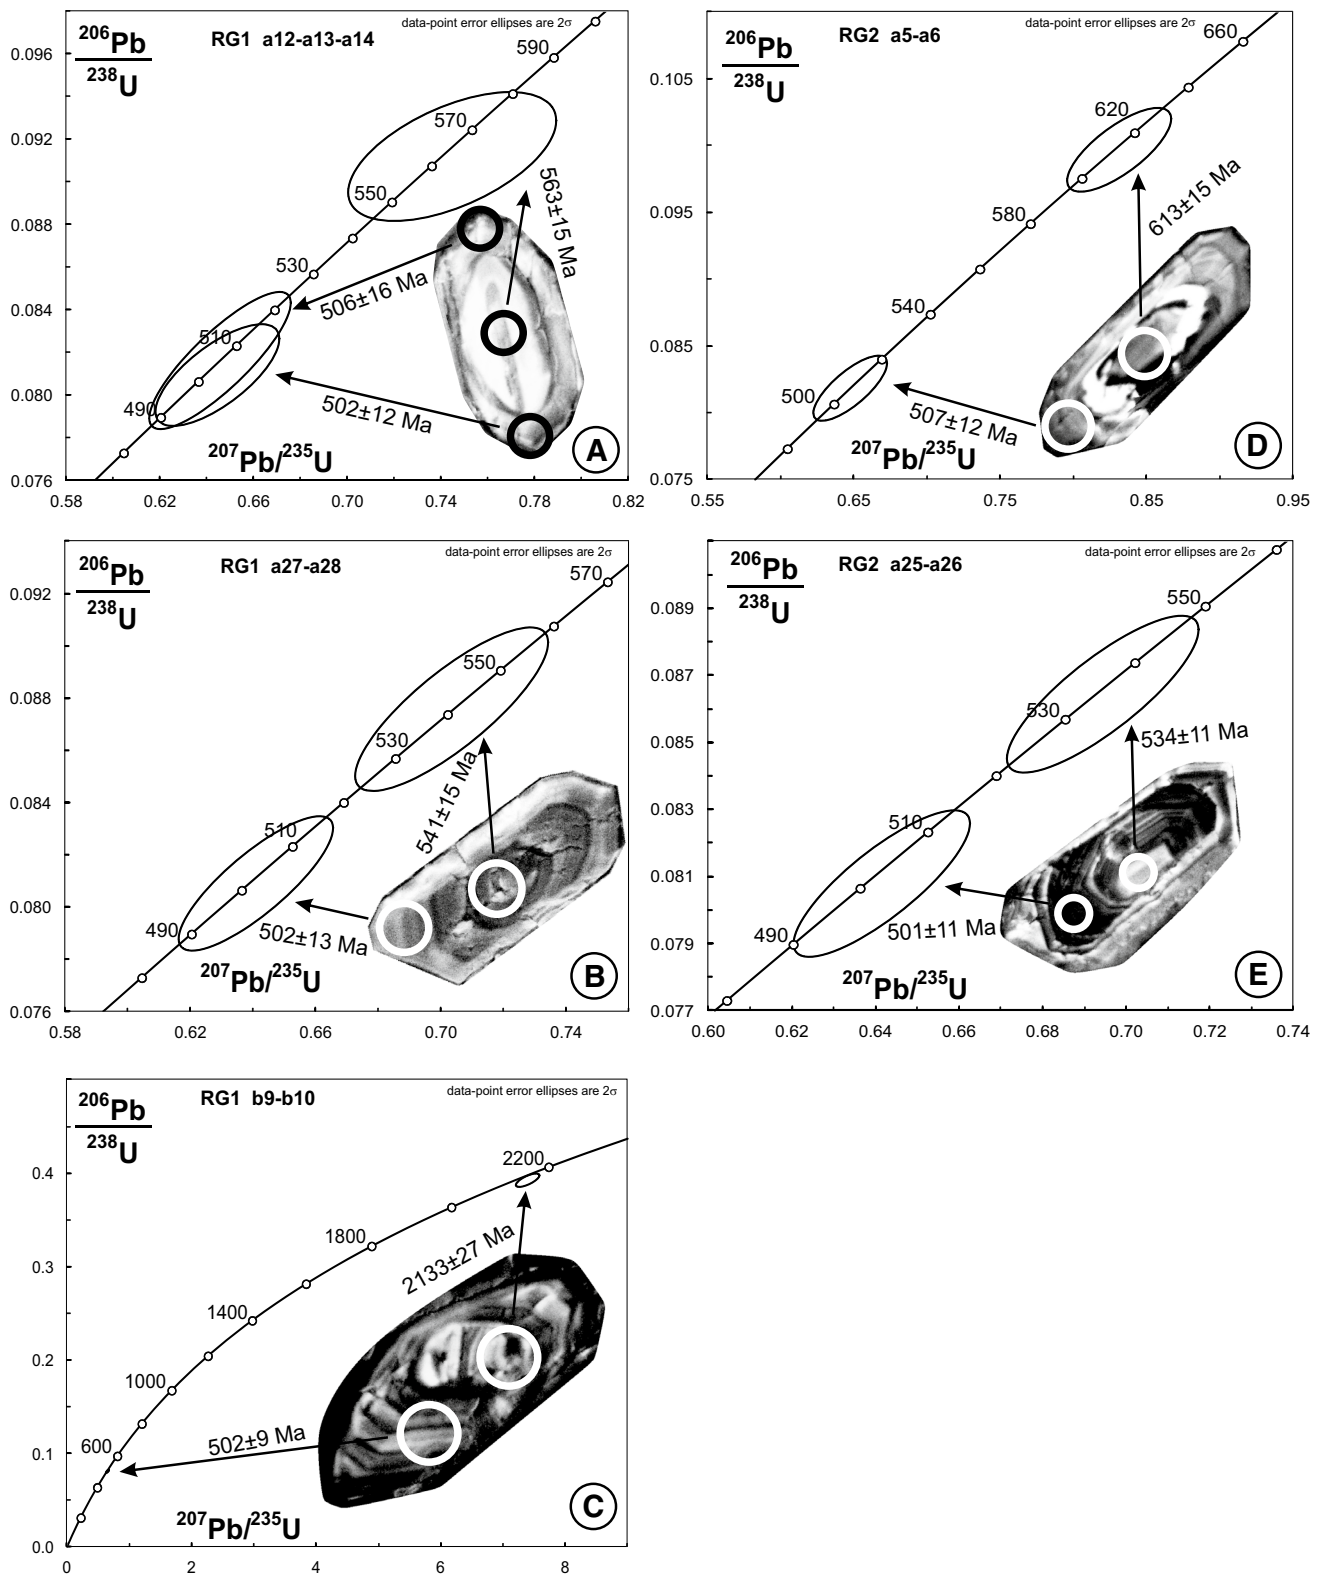 206Pb
238U
RG1 a12-a13-a14
data-point error ellipses are 2σ
0.096
0.092
0.088
0.084
0.080
0.076
590
570
550
530
510
490
563±15 Ma
506±16 Ma
502±12 Ma
207Pb/235U
A
0.58
0.62
0.66
0.70
0.74
0.78
0.82
206Pb
238U
RG2 a5-a6
data-point error ellipses are 2σ
0.105
0.095
0.085
0.075
660
620
580
540
500
613±15 Ma
507±12 Ma
207Pb/235U
D
0.55
0.65
0.75
0.85
0.95
206Pb
238U
RG1 a27-a28
data-point error ellipses are 2σ
0.092
0.088
0.084
0.080
0.076
570
550
530
510
490
541±15 Ma
502±13 Ma
207Pb/235U
B
0.58
0.62
0.66
0.70
0.74
206Pb
238U
RG2 a25-a26
data-point error ellipses are 2σ
0.089
0.087
0.085
0.083
0.081
0.079
0.077
550
530
510
490
534±11 Ma
501±11 Ma
207Pb/235U
E
0.60
0.62
0.64
0.66
0.68
0.70
0.72
0.74
206Pb
238U
RG1 b9-b10
data-point error ellipses are 2σ
0.4
0.3
0.2
0.1
0.0
2200
1800
1400
1000
600
2133±27 Ma
502±9 Ma
207Pb/235U
C
0
2
4
6
8